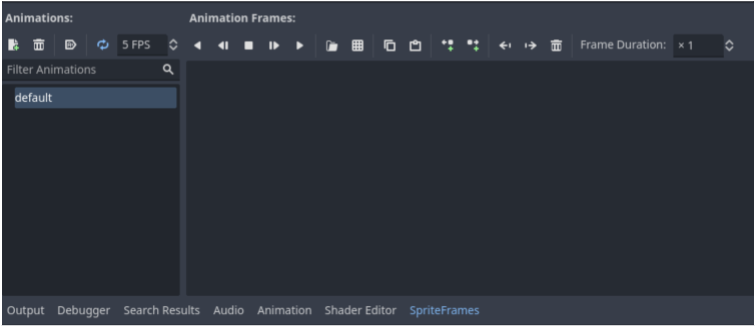 Animations: Animation Frames:
5 FPS Frame Duration: × 1
Filter Animations
default
Output Debugger Search Results Audio Animation Shader Editor SpriteFrames